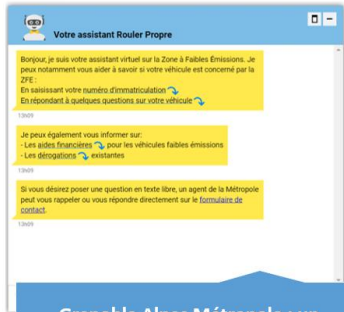 Votre assistant Rouler Propre
Bonjour, je suis votre assistant virtuel sur la Zone à Faibles Émissions. Je
peux notamment vous aider à savoir si votre véhicule est concerné par la
ZFE :
En saisissant votre numéro d'immatriculation
En répondant à quelques questions sur votre véhicule
13h09
Je peux également vous informer sur:
- Les aides financières pour les véhicules faibles émissions
- Les dérogations existantes
13h09
Si vous désirez poser une question en texte libre, un agent de la Métropole
peut vous rappeler ou vous répondre directement sur le formulaire de
contact.
13h09
Grenoble Alpes Métropole : un